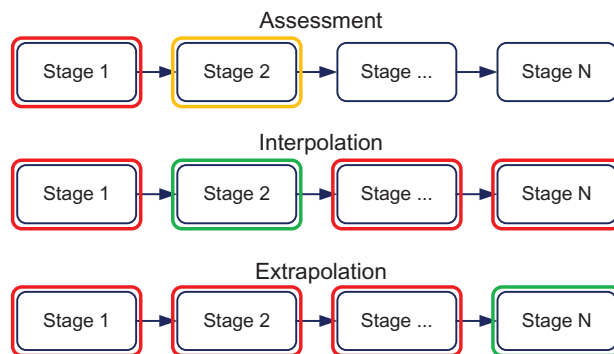 Assessment
Stage 1 Stage 2 Stage ... Stage N
Interpolation
Stage 1 Stage 2 Stage ... Stage N
Extrapolation
Stage 1 Stage 2 Stage ... Stage N